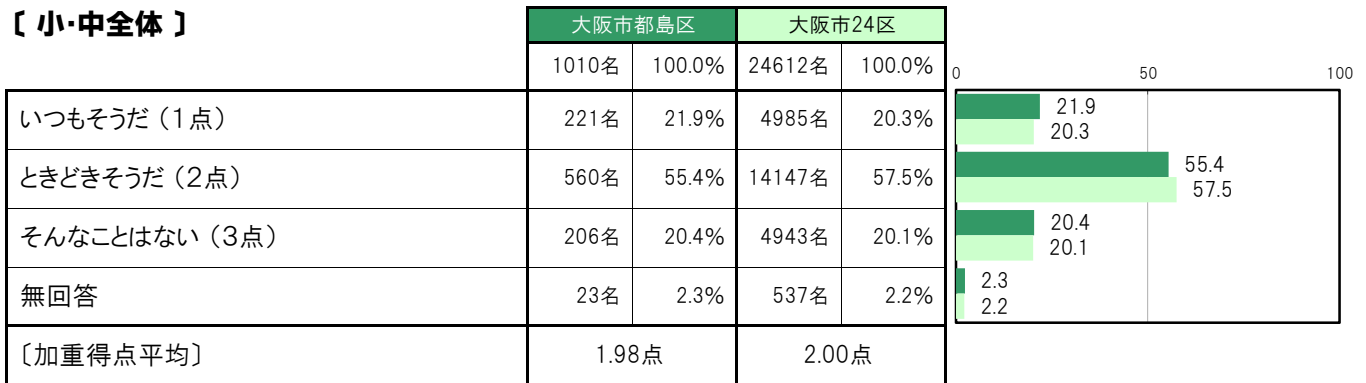 〔 小・中全体 〕
大阪市都島区 大阪市24区
1010名 100.0% 24612名 100.0%
0 50 100
いつもそうだ（1点） 221名 21.9% 4985名 20.3%
21.9
20.3
ときどきそうだ（2点） 560名 55.4% 14147名 57.5%
55.4
57.5
そんなことはない（3点） 206名 20.4% 4943名 20.1%
20.4
20.1
無回答 23名 2.3% 537名 2.2%
2.3
2.2
〔加重得点平均〕 1.98点 2.00点